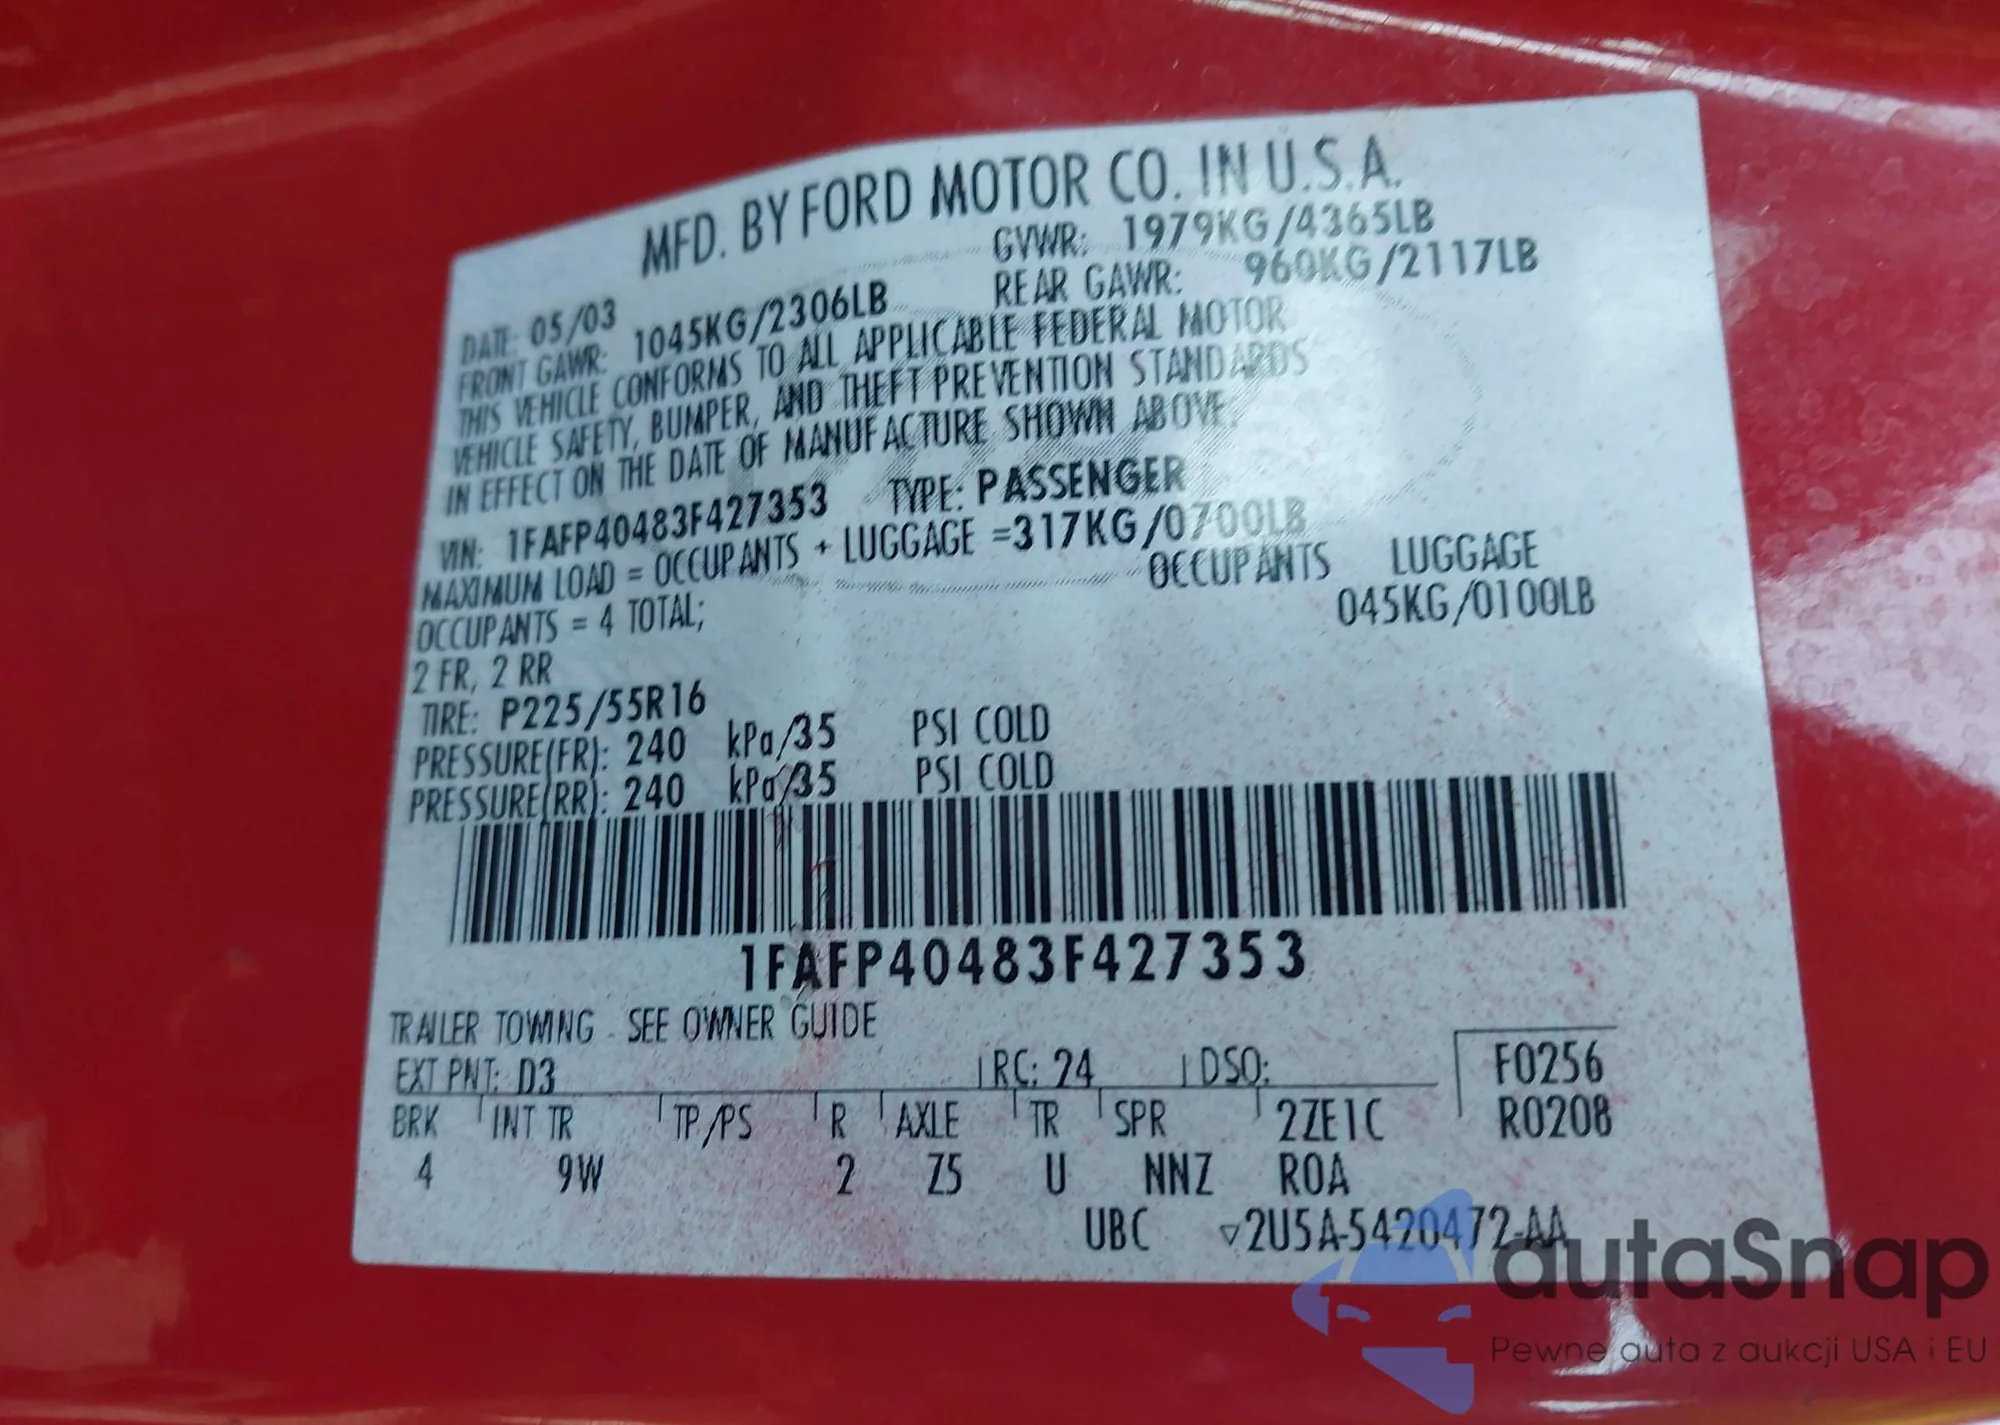 MFD. BY FORD MOTOR CO. IN U.S.A.
DATE: 05/03 GVWR: 1979KG/4365LB
FRONT GAWR: 1045KG/2306LB REAR GAWR: 960KG/2117LB
THIS VEHICLE CONFORMS TO ALL APPLICABLE FEDERAL MOTOR
VEHICLE SAFETY, BUMPER, AND THEFT PREVENTION STANDARDS
IN EFFECT ON THE DATE OF MANUFACTURE SHOWN ABOVE.
VIN: 1FAFP40483F427353 TYPE: PASSENGER
MAXIMUM LOAD = OCCUPANTS + LUGGAGE =317KG/0700LB
OCCUPANTS = 4 TOTAL; OCCUPANTS LUGGAGE
2 FR, 2 RR 045KG/0100LB
TIRE: P225/55R16
PRESSURE(FR): 240 kPa/35 PSI COLD
PRESSURE(RR): 240 kPa/35 PSI COLD
1FAFP40483F427353
TRAILER TOWING - SEE OWNER GUIDE
EXT PNT: D3 RC: 24 DSO: F0256
BRK INT TR TP/PS R AXLE TR SPR 2ZE1C R0208
4 9W 2 Z5 U NNZ ROA
UBC ▽2U5A-5420472-AA
autaSnap
Pewne auta z aukcji USA i EU